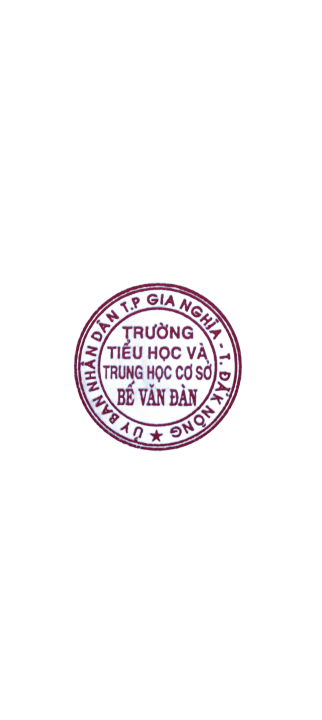 ỦY BAN NHÂN DÂN T.P GIA NGHĨA - T. ĐẮK NÔNG ★
TRƯỜNG
TIỂU HỌC VÀ
TRUNG HỌC CƠ SỞ
BẾ VĂN ĐÀN